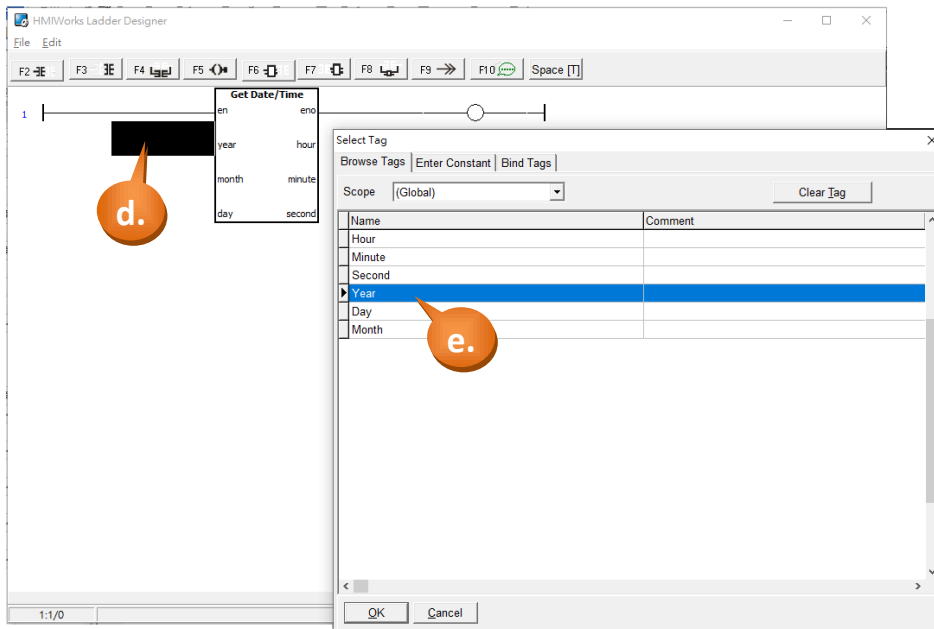 HMIWorks Ladder Designer
File Edit
F2 F3 F4 F5 F6 F7 F8 F9 F10 Space [T]
Get Date/Time
1
en eno
year hour
month minute
day second
d.
Select Tag
Browse Tags Enter Constant Bind Tags
Scope (Global) Clear Tag
Name Comment
Hour
Minute
Second
Year
Day
Month
e.
OK Cancel
1:1/0